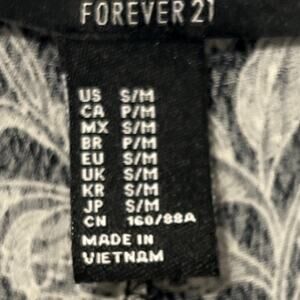 FOREVER 21
US S/M
CA P/M
MX S/M
BR P/M
EU S/M
UK S/M
KR S/M
JP S/M
CN 160/88A
MADE IN
VIETNAM